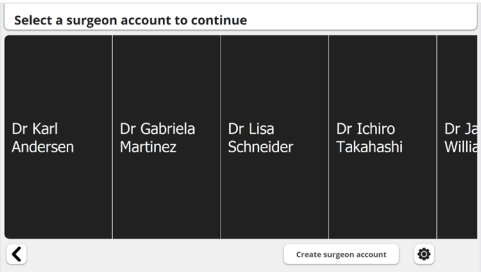 Select a surgeon account to continue
Dr Karl
Andersen
Dr Gabriela
Martinez
Dr Lisa
Schneider
Dr Ichiro
Takahashi
Dr
Create surgeon account